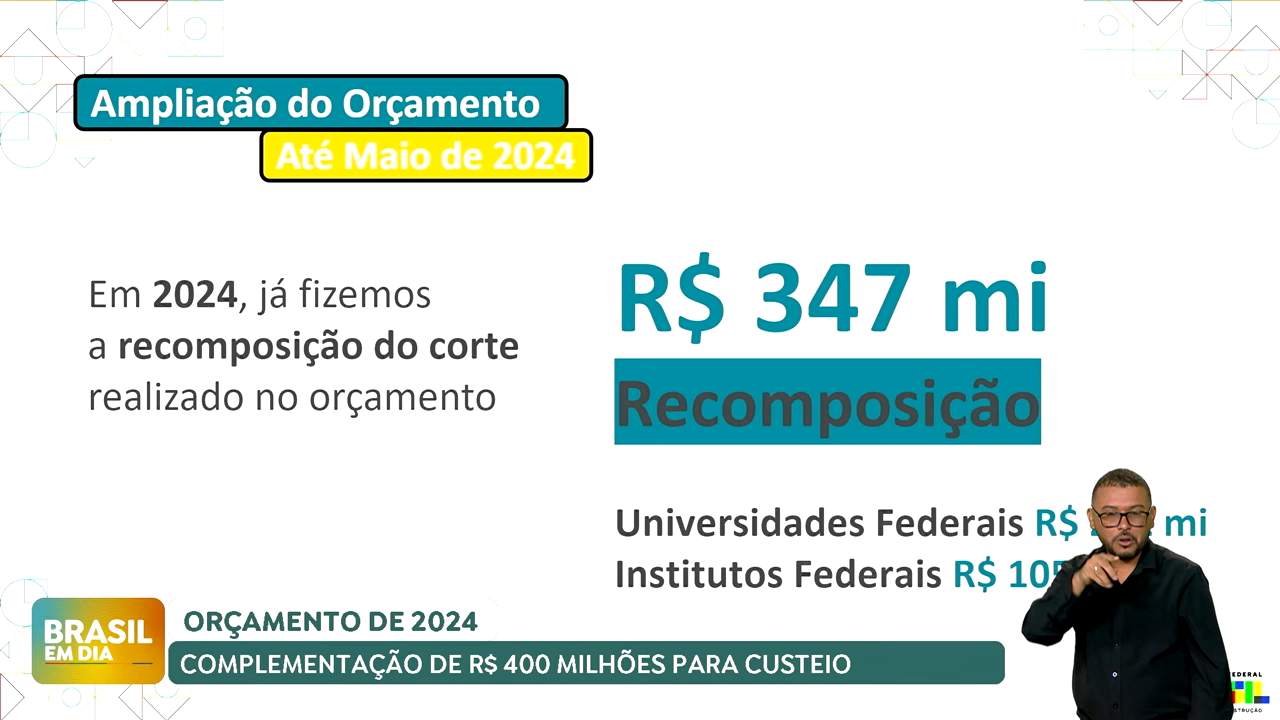 Ampliação do Orçamento
Até Maio de 2024
Em 2024, já fizemos
a recomposição do corte
realizado no orçamento
R$ 347 mi
Recomposição
Universidades Federais R$ mi
Institutos Federais R$
BRASIL
EM DIA
ORÇAMENTO DE 2024
COMPLEMENTAÇÃO DE R$ 400 MILHÕES PARA CUSTEIO